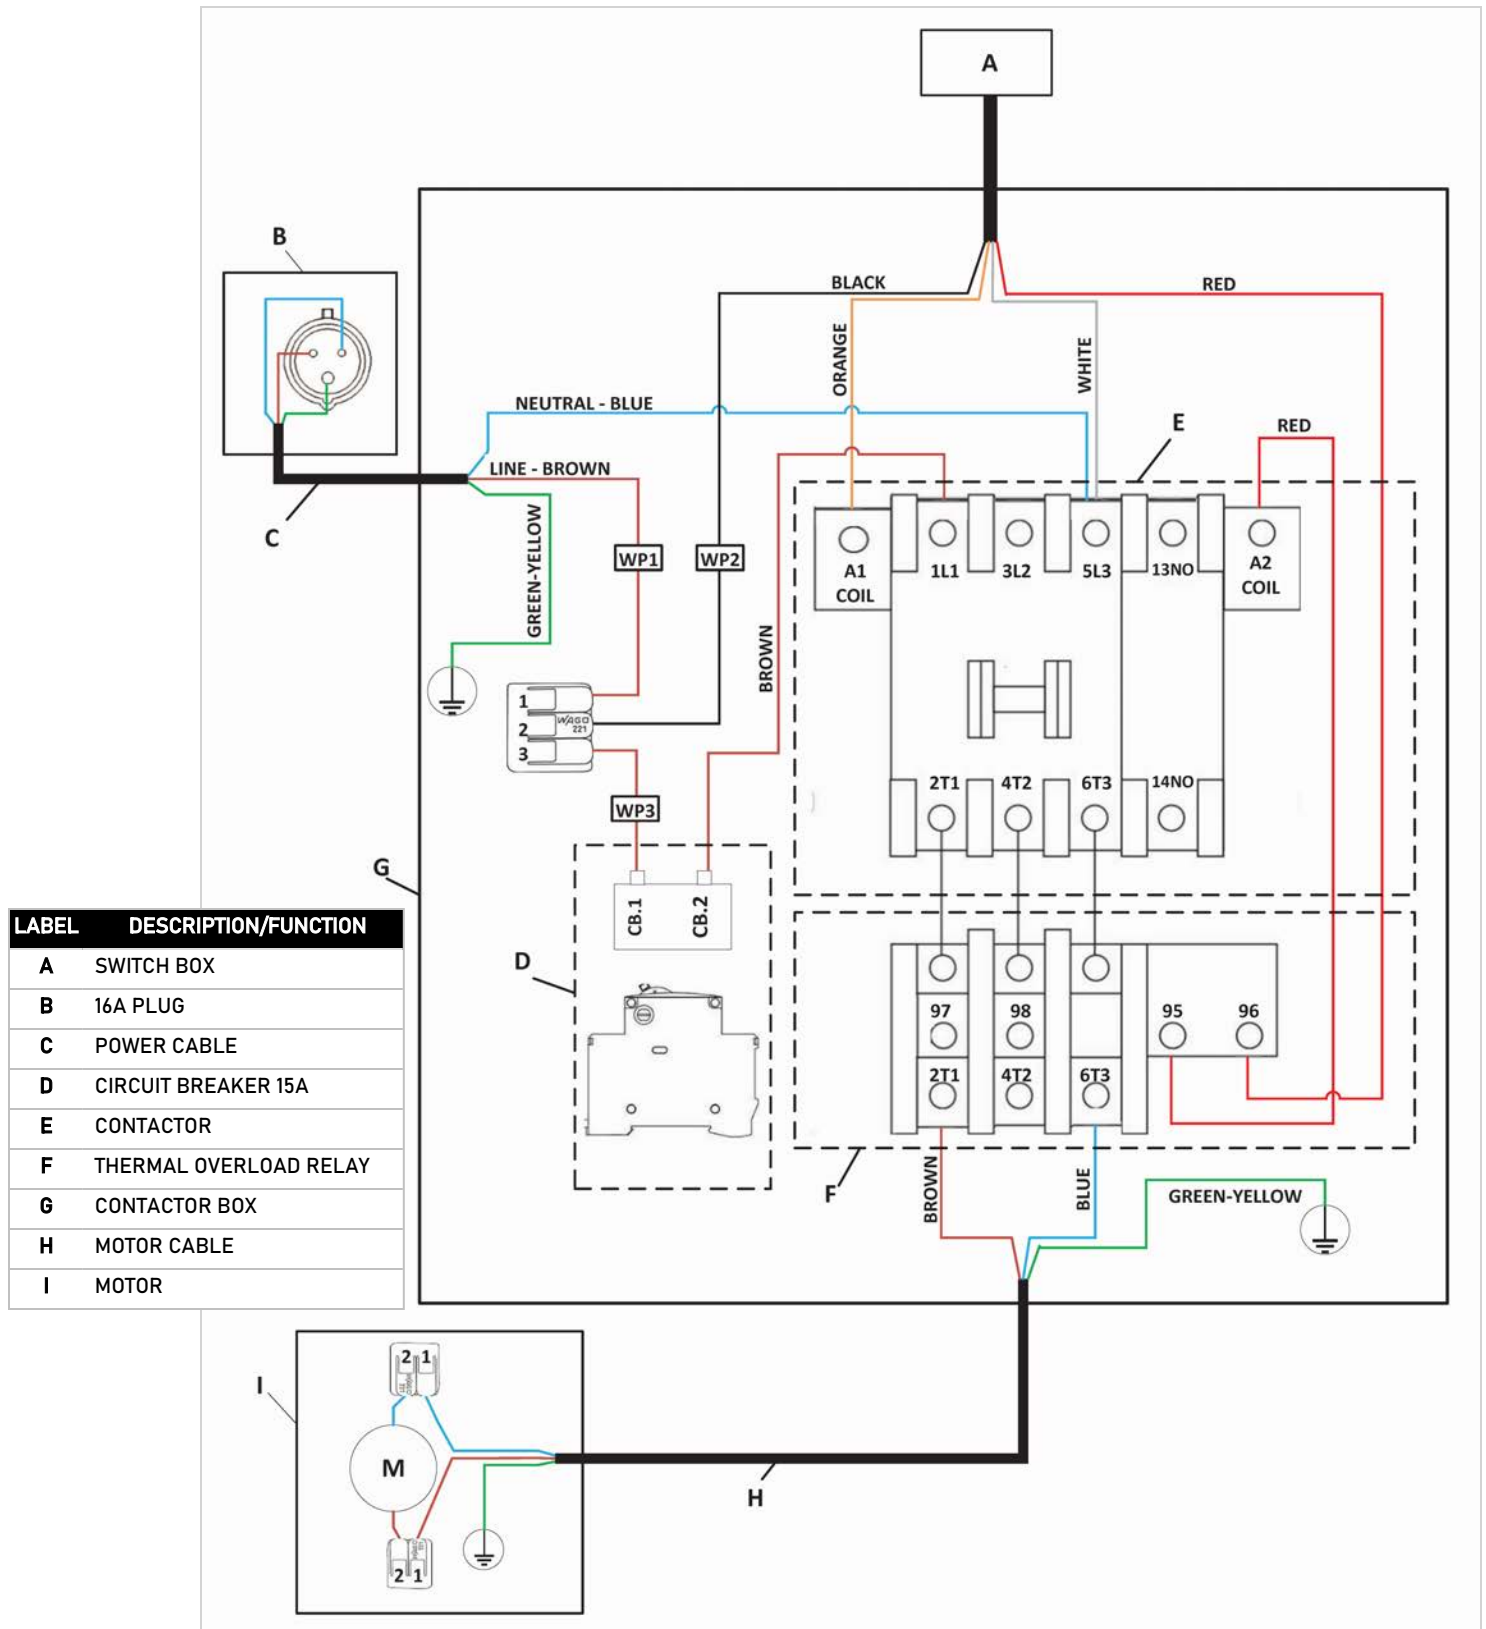 A
B
BLACK
RED
ORANGE
WHITE
NEUTRAL - BLUE
E
RED
LINE - BROWN
C
GREEN-YELLOW
WP1
WP2
A1
COIL
1L1
3L2
5L3
13NO
A2
COIL
BROWN
1
2
3
WAGO
221
2T1
4T2
6T3
14NO
WP3
G
CB.1
CB.2
D
97
98
95
96
2T1
4T2
6T3
F
BROWN
BLUE
GREEN-YELLOW
LABEL DESCRIPTION/FUNCTION
A SWITCH BOX
B 16A PLUG
C POWER CABLE
D CIRCUIT BREAKER 15A
E CONTACTOR
F THERMAL OVERLOAD RELAY
G CONTACTOR BOX
H MOTOR CABLE
I MOTOR
I
2 1
M
2 1
H